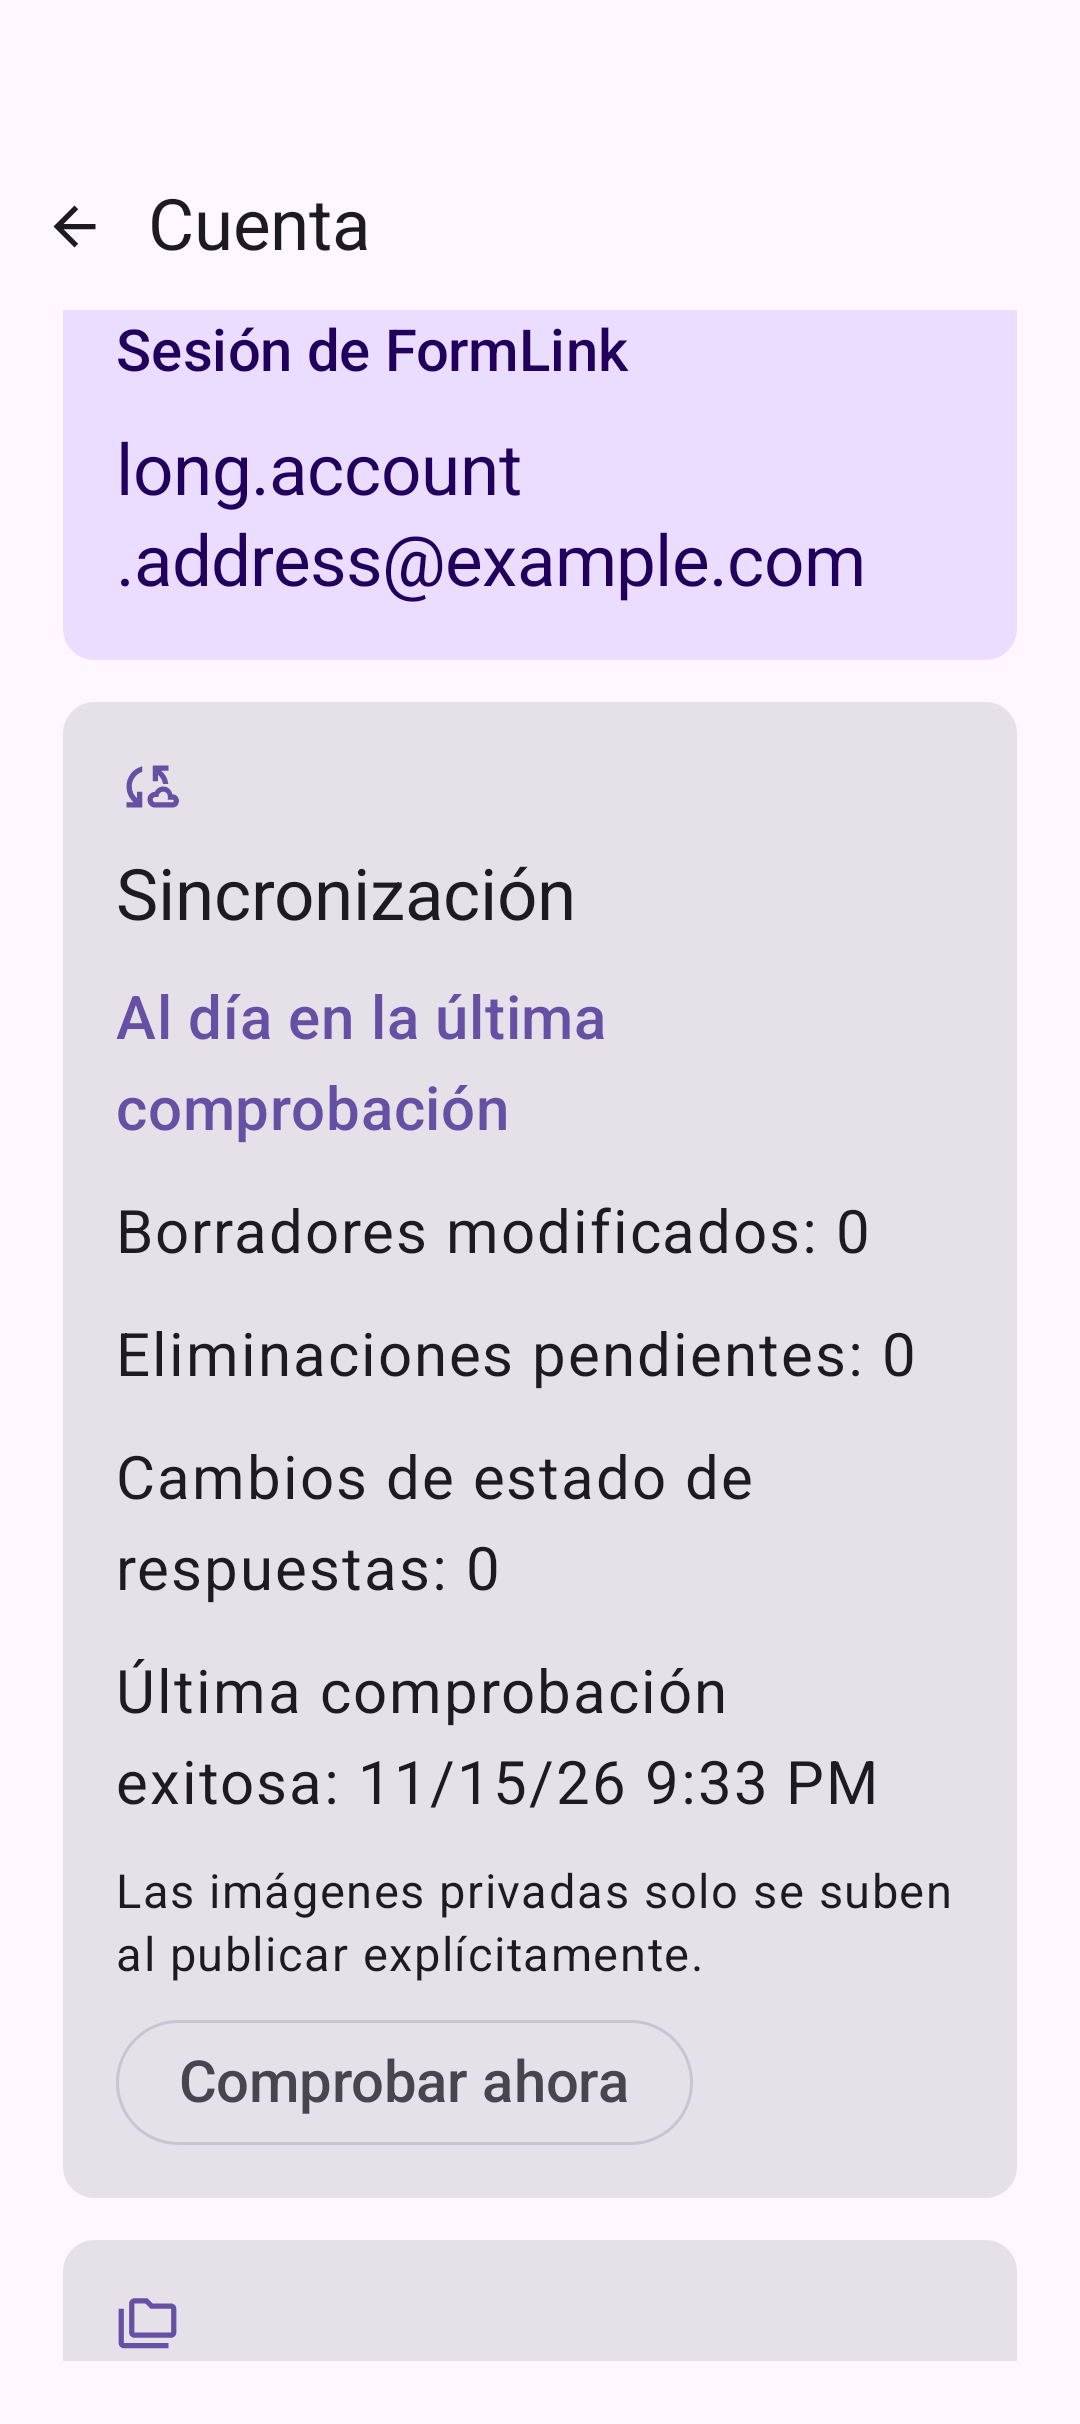 Cuenta
Sesión de FormLink
long.account
.address@example.com
Sincronización
Al día en la última
comprobación
Borradores modificados: 0
Eliminaciones pendientes: 0
Cambios de estado de
respuestas: 0
Última comprobación
exitosa: 11/15/26 9:33 PM
Las imágenes privadas solo se suben
al publicar explícitamente.
Comprobar ahora